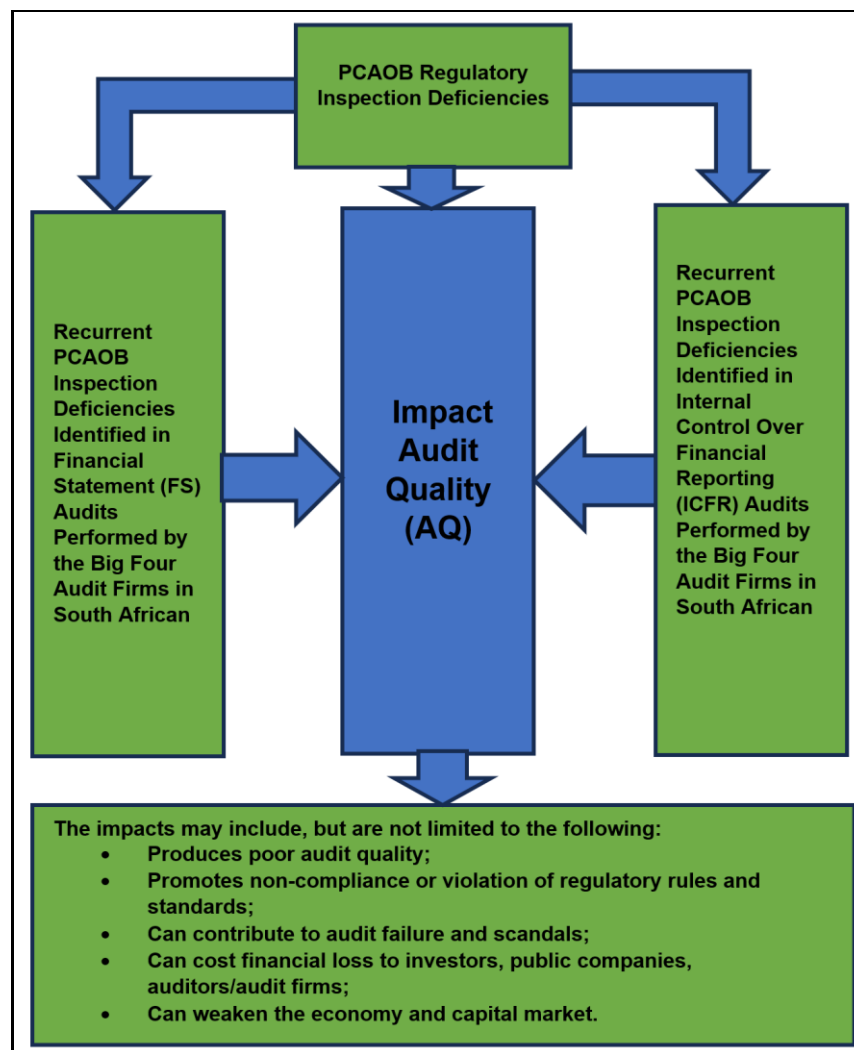 PCAOB Regulatory
Inspection Deficiencies
Recurrent
PCAOB
Inspection
Deficiencies
Identified in
Financial
Statement (FS)
Audits
Performed by
the Big Four
Audit Firms in
South African
Impact
Audit
Quality
(AQ)
Recurrent
PCAOB
Inspection
Deficiencies
Identified in
Internal
Control Over
Financial
Reporting
(ICFR) Audits
Performed by
the Big Four
Audit Firms in
South African
The impacts may include, but are not limited to the following:
• Produces poor audit quality;
• Promotes non-compliance or violation of regulatory rules and
standards;
• Can contribute to audit failure and scandals;
• Can cost financial loss to investors, public companies,
auditors/audit firms;
• Can weaken the economy and capital market.